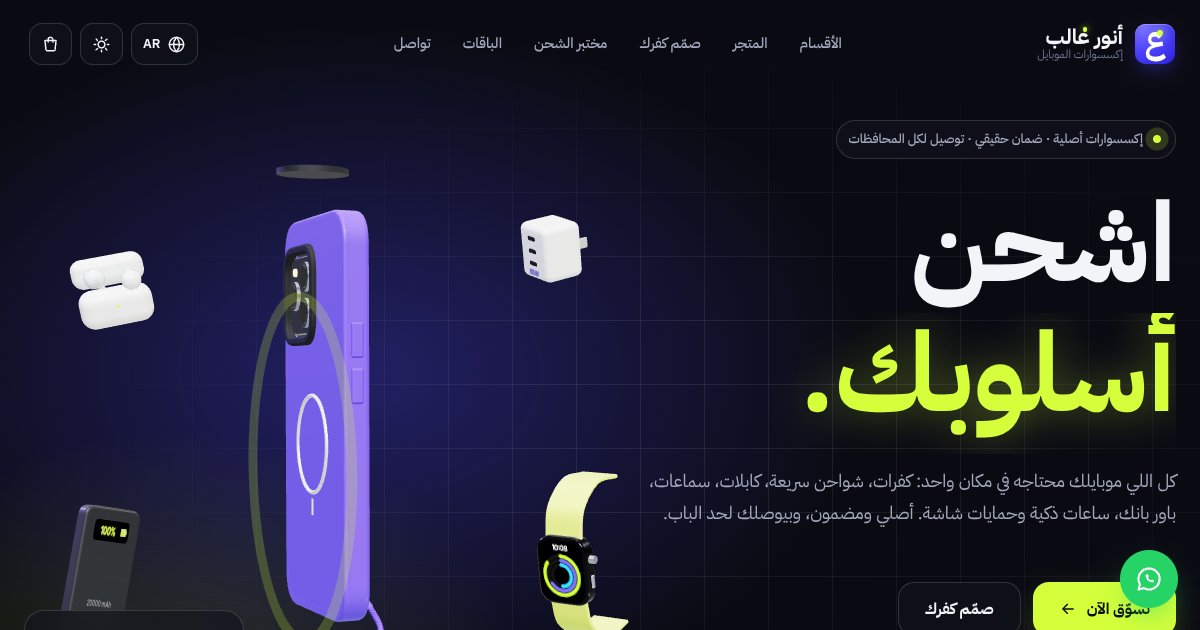 أنور غالب
إكسسوارات الموبايل
الأقسام
المتجر
صمّم كفرك
مختبر الشحن
الباقات
تواصل
AR
إكسسوارات أصلية · ضمان حقيقي · توصيل لكل المحافظات
اشحن
أسلوبك.
كل اللي موبايلك محتاجه في مكان واحد: كفرات، شواحن سريعة، كابلات، سماعات،
باور بانك، ساعات ذكية وحمايات شاشة. أصلي ومضمون، وبيوصلك لحد الباب.
تسوّق الآن ←
صمّم كفرك
100%
20000 mAh
10:09